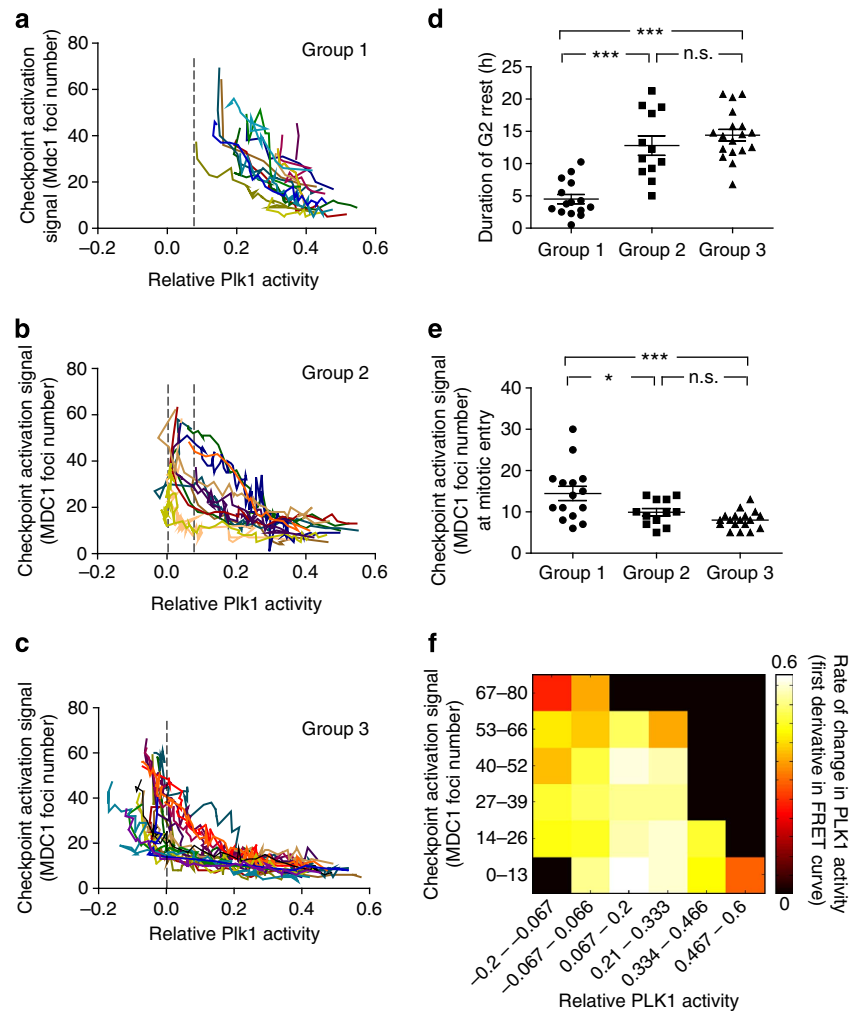 a
Group 1
Checkpoint activation
signal (Mdc1 foci number)
80
60
40
20
0
–0.2
0.0
0.2
0.4
0.6
Relative Plk1 activity
b
Group 2
Checkpoint activation signal
(MDC1 foci number)
80
60
40
20
0
–0.2
0.0
0.2
0.4
0.6
Relative Plk1 activity
c
Group 3
Checkpoint activation signal
(MDC1 foci number)
80
60
40
20
0
–0.2
0.0
0.2
0.4
0.6
Relative Plk1 activity
d
***
***
n.s.
Duration of G2 rrest (h)
25
20
15
10
5
0
Group 1
Group 2
Group 3
e
***
*
n.s.
Checkpoint activation signal
(MDC1 foci number)
at mitotic entry
40
30
20
10
0
Group 1
Group 2
Group 3
f
Checkpoint activation signal
(MDC1 foci number)
67–80
53–66
40–52
27–39
14–26
0–13
–0.2 – –0.067
–0.067 – 0.066
0.067 – 0.2
0.21 – 0.333
0.334 – 0.466
0.467 – 0.6
Relative PLK1 activity
0.6
0
Rate of change in PLK1 activity
(first derivative in FRET curve)